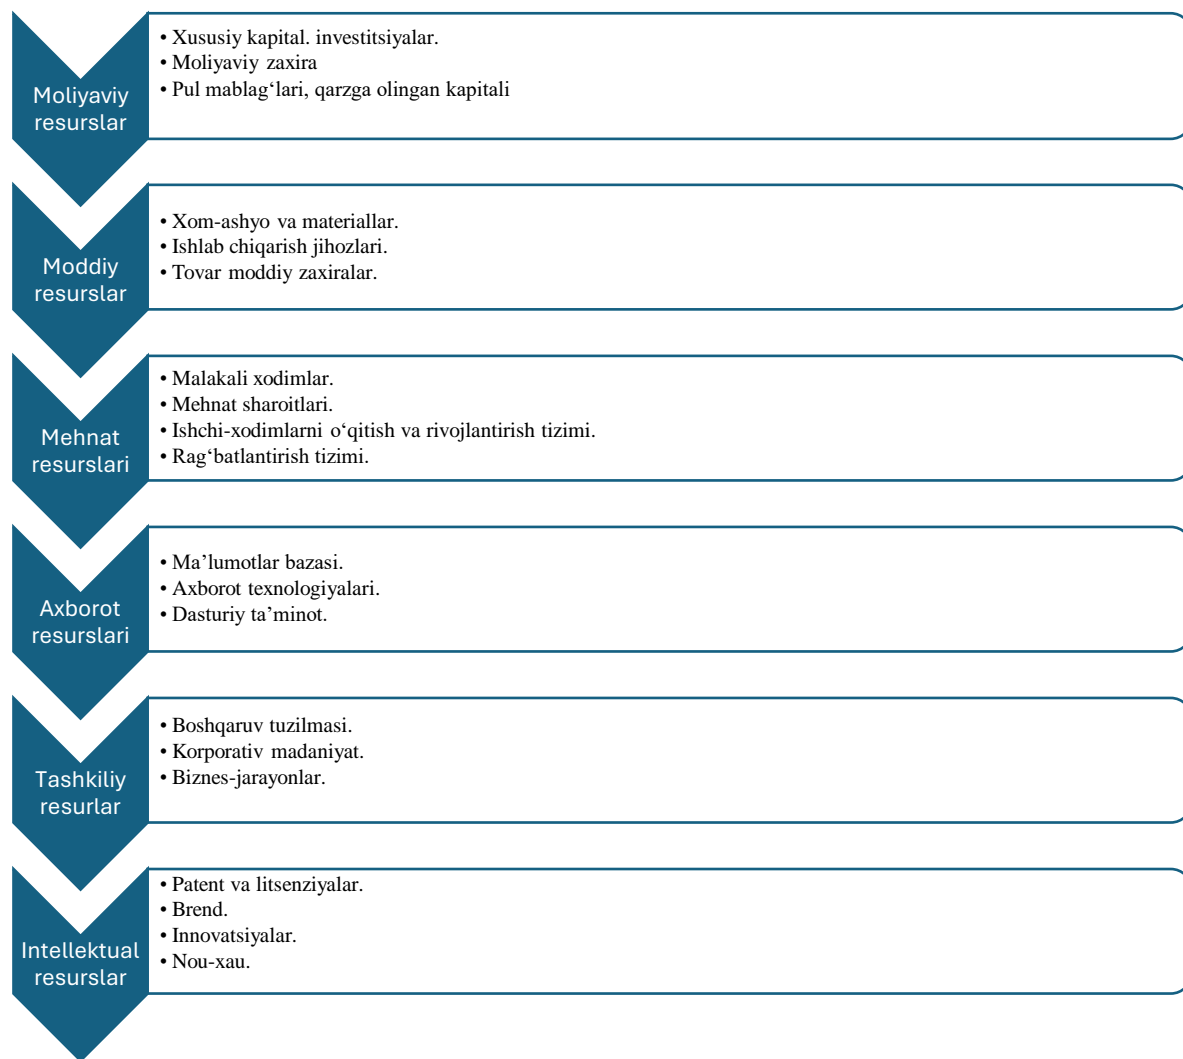 Moliyaviy
resurslar
• Xususiy kapital. investitsiyalar.
• Moliyaviy zaxira
• Pul mablag‘lari, qarzga olingan kapitali
Moddiy
resurslar
• Xom-ashyo va materiallar.
• Ishlab chiqarish jihozlari.
• Tovar moddiy zaxiralar.
Mehnat
resurslari
• Malakali xodimlar.
• Mehnat sharoitlari.
• Ishchi-xodimlarni o‘qitish va rivojlantirish tizimi.
• Rag‘batlantirish tizimi.
Axborot
resurslari
• Ma’lumotlar bazasi.
• Axborot texnologiyalari.
• Dasturiy ta’minot.
Tashkiliy
resurlar
• Boshqaruv tuzilmasi.
• Korporativ madaniyat.
• Biznes-jarayonlar.
Intellektual
resurslar
• Patent va litsenziyalar.
• Brend.
• Innovatsiyalar.
• Nou-xau.